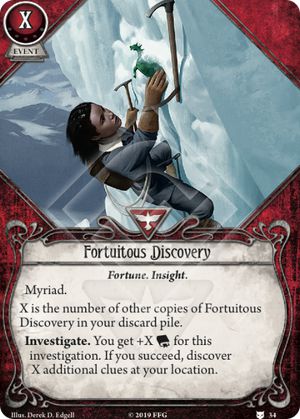 X
EVENT
Fortuitous Discovery
Fortune. Insight.
Myriad.
X is the number of other copies of Fortuitous
Discovery in your discard pile.
Investigate. You get +X for this
investigation. If you succeed, discover
X additional clues at your location.
Illus. Derek D. Edgell
© 2019 FFG
34